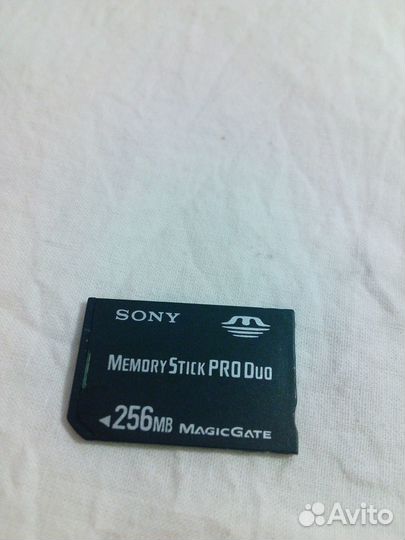 SONY
MEMORY STICK PRO DUO
256MB MAGICGATE
Avito